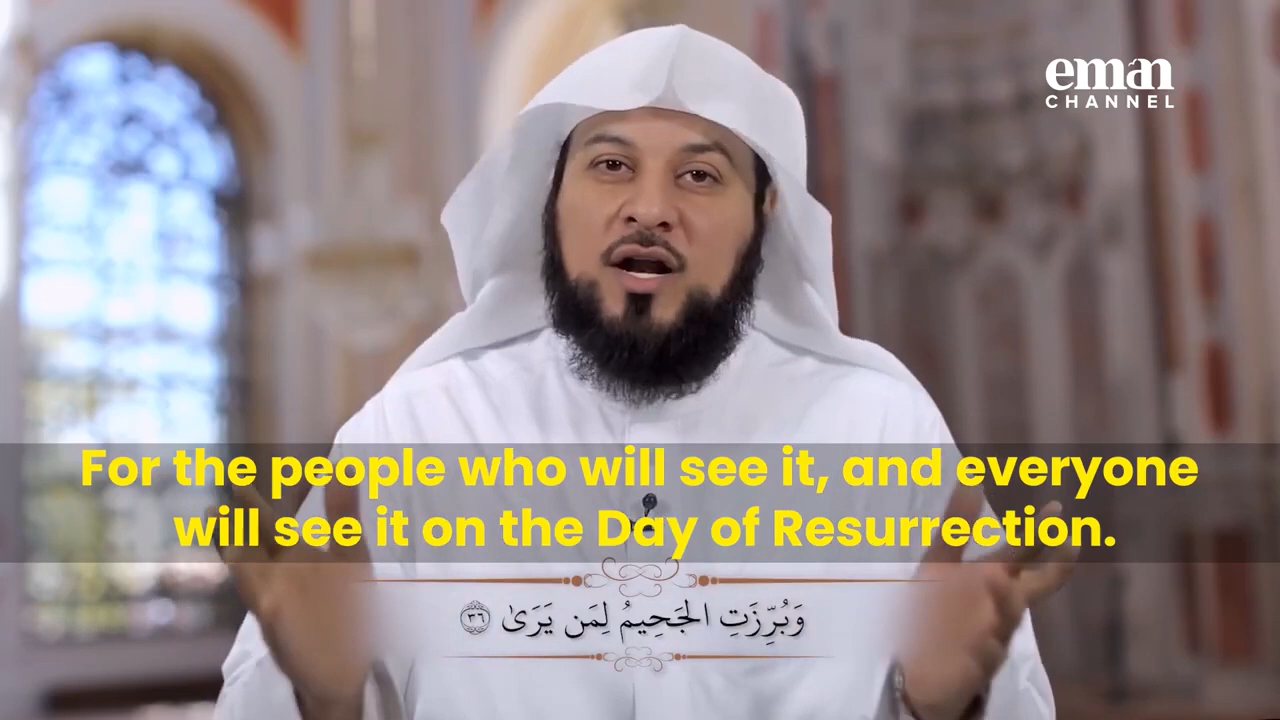 eman
CHANNEL
For the people who will see it, and everyone
will see it on the Day of Resurrection.
وَبُرِّزَتِ الْجَحِيمُ لِمَن يَرَىٰ ٣٦